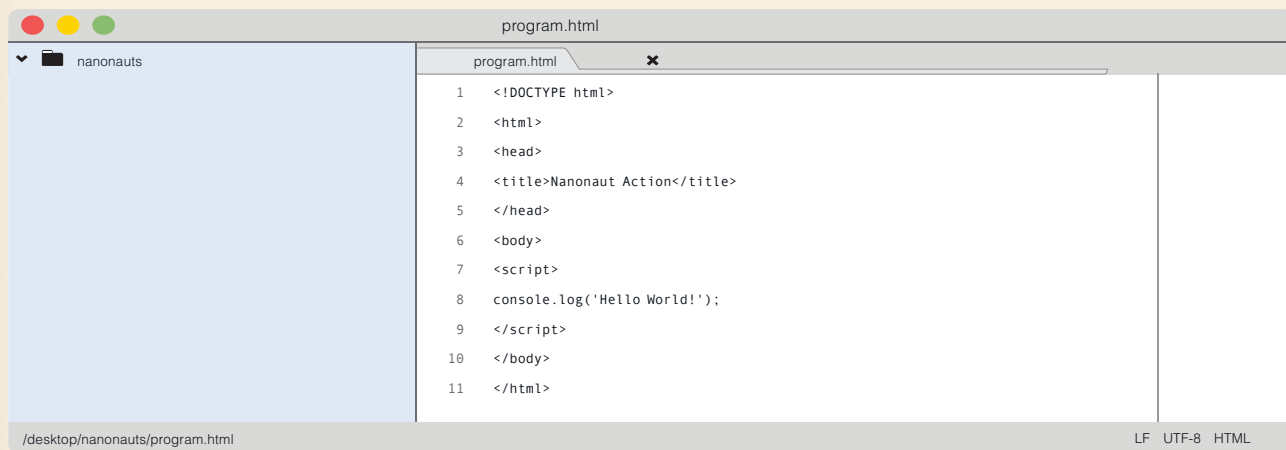 program.html
nanonauts
program.html
1 <!DOCTYPE html>
2 <html>
3 <head>
4 <title>Nanonaut Action</title>
5 </head>
6 <body>
7 <script>
8 console.log('Hello World!');
9 </script>
10 </body>
11 </html>
/desktop/nanonauts/program.html LF UTF-8 HTML